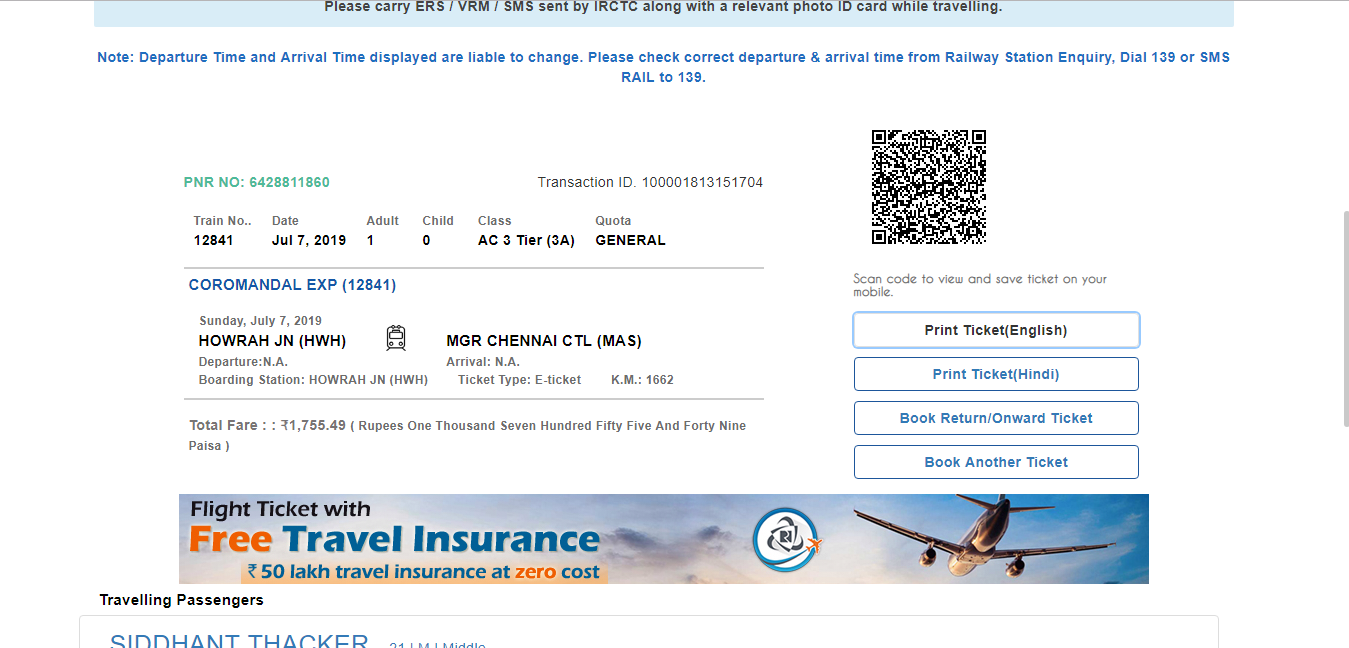 Please carry ERS / VRM / SMS sent by IRCTC along with a relevant photo ID card while travelling.
Note: Departure Time and Arrival Time displayed are liable to change. Please check correct departure & arrival time from Railway Station Enquiry, Dial 139 or SMS
RAIL to 139.
PNR NO: 6428811860
Transaction ID. 100001813151704
Train No.. Date Adult Child Class Quota
12841 Jul 7, 2019 1 0 AC 3 Tier (3A) GENERAL
COROMANDAL EXP (12841)
Sunday, July 7, 2019
HOWRAH JN (HWH) MGR CHENNAI CTL (MAS)
Departure:N.A. Arrival: N.A.
Boarding Station: HOWRAH JN (HWH) Ticket Type: E-ticket K.M.: 1662
Total Fare : : ₹1,755.49 ( Rupees One Thousand Seven Hundred Fifty Five And Forty Nine
Paisa )
Scan code to view and save ticket on your
mobile.
Print Ticket(English)
Print Ticket(Hindi)
Book Return/Onward Ticket
Book Another Ticket
Flight Ticket with
Free Travel Insurance
₹ 50 lakh travel insurance at zero cost
Travelling Passengers
SIDDHANT THACKER 21 | M | Middle